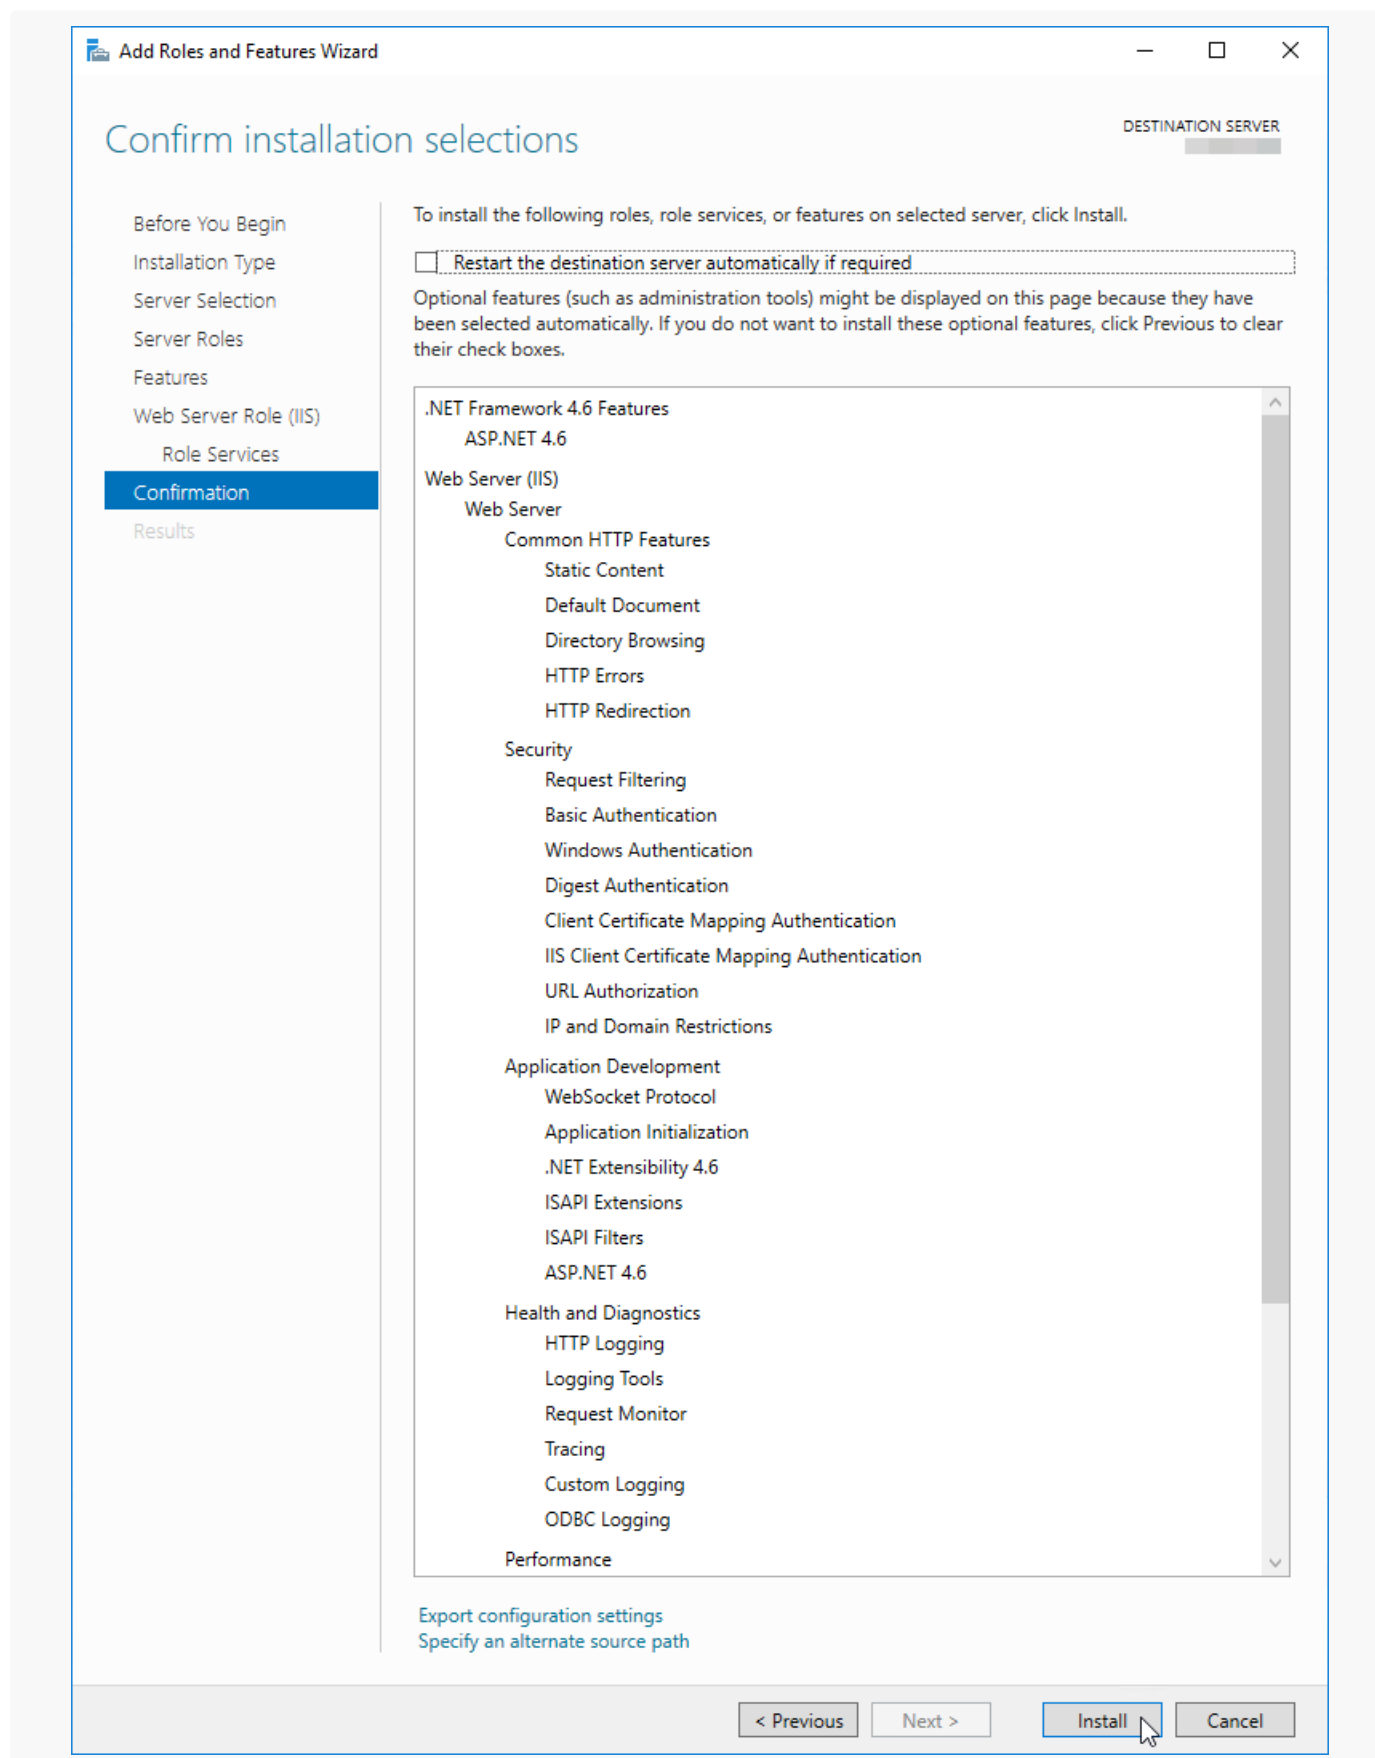 Add Roles and Features Wizard
Confirm installation selections
DESTINATION SERVER
Before You Begin
Installation Type
Server Selection
Server Roles
Features
Web Server Role (IIS)
Role Services
Confirmation
Results
To install the following roles, role services, or features on selected server, click Install.
Restart the destination server automatically if required
Optional features (such as administration tools) might be displayed on this page because they have
been selected automatically. If you do not want to install these optional features, click Previous to clear
their check boxes.
.NET Framework 4.6 Features
ASP.NET 4.6
Web Server (IIS)
Web Server
Common HTTP Features
Static Content
Default Document
Directory Browsing
HTTP Errors
HTTP Redirection
Security
Request Filtering
Basic Authentication
Windows Authentication
Digest Authentication
Client Certificate Mapping Authentication
IIS Client Certificate Mapping Authentication
URL Authorization
IP and Domain Restrictions
Application Development
WebSocket Protocol
Application Initialization
.NET Extensibility 4.6
ISAPI Extensions
ISAPI Filters
ASP.NET 4.6
Health and Diagnostics
HTTP Logging
Logging Tools
Request Monitor
Tracing
Custom Logging
ODBC Logging
Performance
Export configuration settings
Specify an alternate source path
< Previous
Next >
Install
Cancel